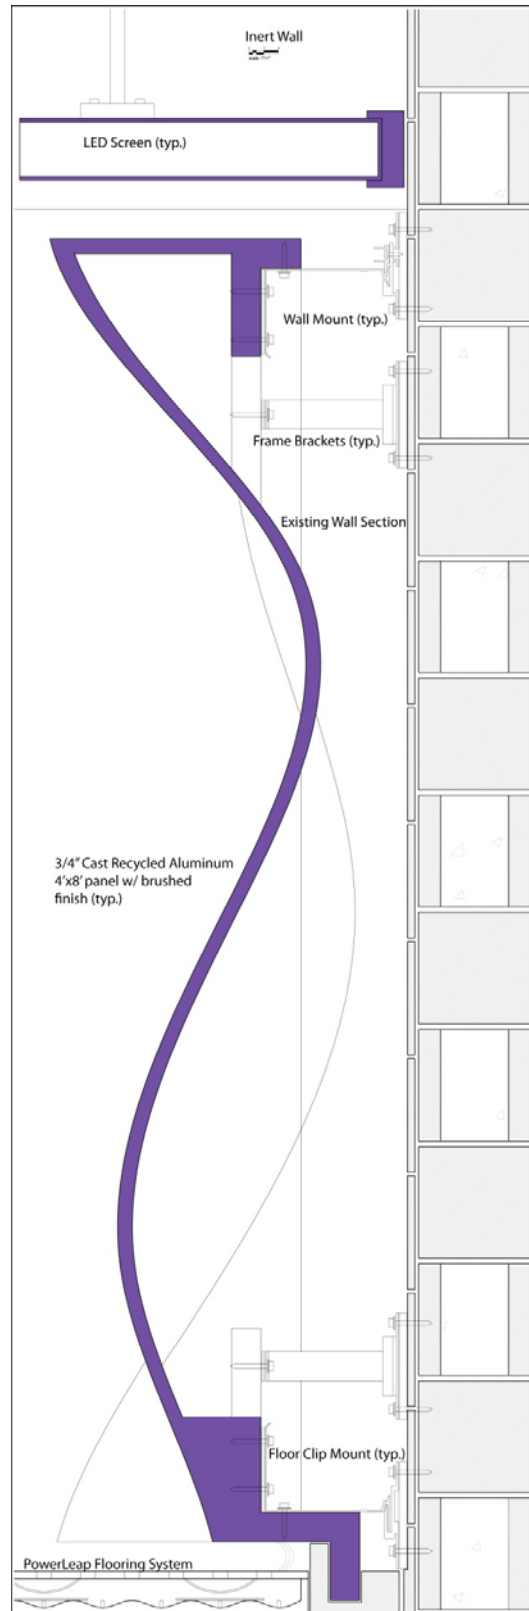 Inert Wall
LED Screen (typ.)
Wall Mount (typ.)
Frame Brackets (typ.)
Existing Wall Section
3/4" Cast Recycled Aluminum
4'x8' panel w/ brushed
finish (typ.)
Floor Clip Mount (typ.)
PowerLeap Flooring System